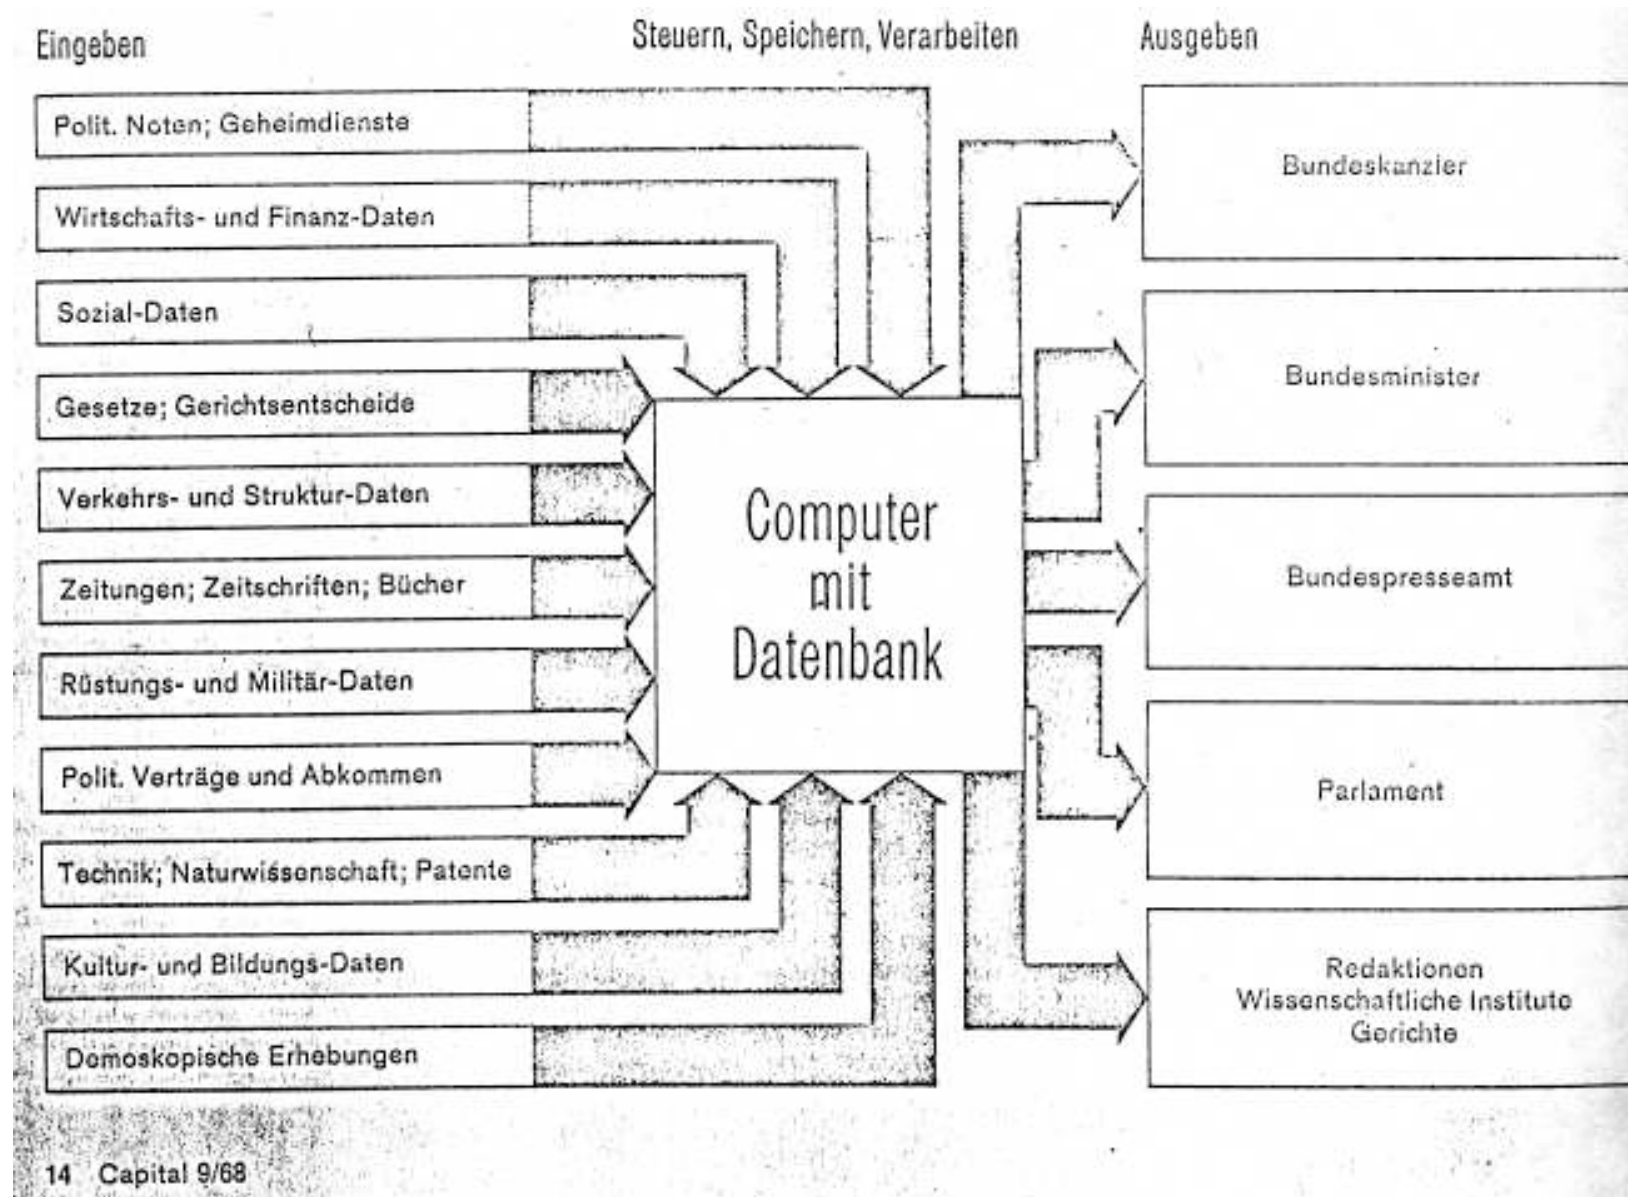 Eingeben
Steuern, Speichern, Verarbeiten
Ausgeben
Polit. Noten; Geheimdienste
Wirtschafts- und Finanz-Daten
Sozial-Daten
Gesetze; Gerichtsentscheide
Verkehrs- und Struktur-Daten
Zeitungen; Zeitschriften; Bücher
Rüstungs- und Militär-Daten
Polit. Verträge und Abkommen
Technik; Naturwissenschaft; Patente
Kultur- und Bildungs-Daten
Demoskopische Erhebungen
Computer
mit
Datenbank
Bundeskanzler
Bundesminister
Bundespresseamt
Parlament
Redaktionen
Wissenschaftliche Institute
Gerichte
14 Capital 9/68